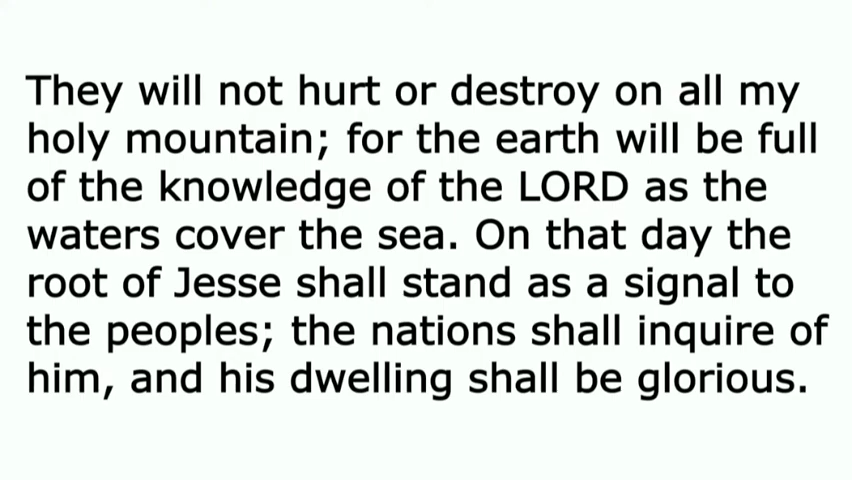 They will not hurt or destroy on all my
holy mountain; for the earth will be full
of the knowledge of the LORD as the
waters cover the sea. On that day the
root of Jesse shall stand as a signal to
the peoples; the nations shall inquire of
him, and his dwelling shall be glorious.